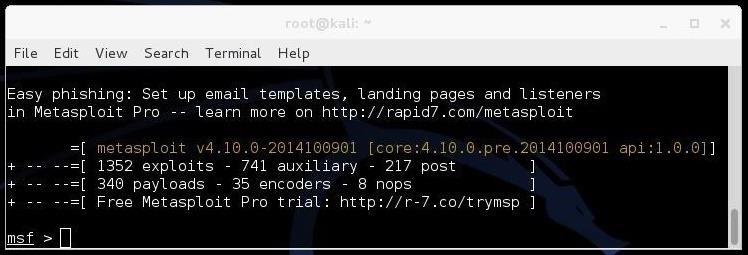 root@kali: ~
File Edit View Search Terminal Help
Easy phishing: Set up email templates, landing pages and listeners
in Metasploit Pro -- learn more on http://rapid7.com/metasploit
=[ metasploit v4.10.0-2014100901 [core:4.10.0.pre.2014100901 api:1.0.0]]
+ -- --=[ 1352 exploits - 741 auxiliary - 217 post ]
+ -- --=[ 340 payloads - 35 encoders - 8 nops ]
+ -- --=[ Free Metasploit Pro trial: http://r-7.co/trymsp ]
msf >